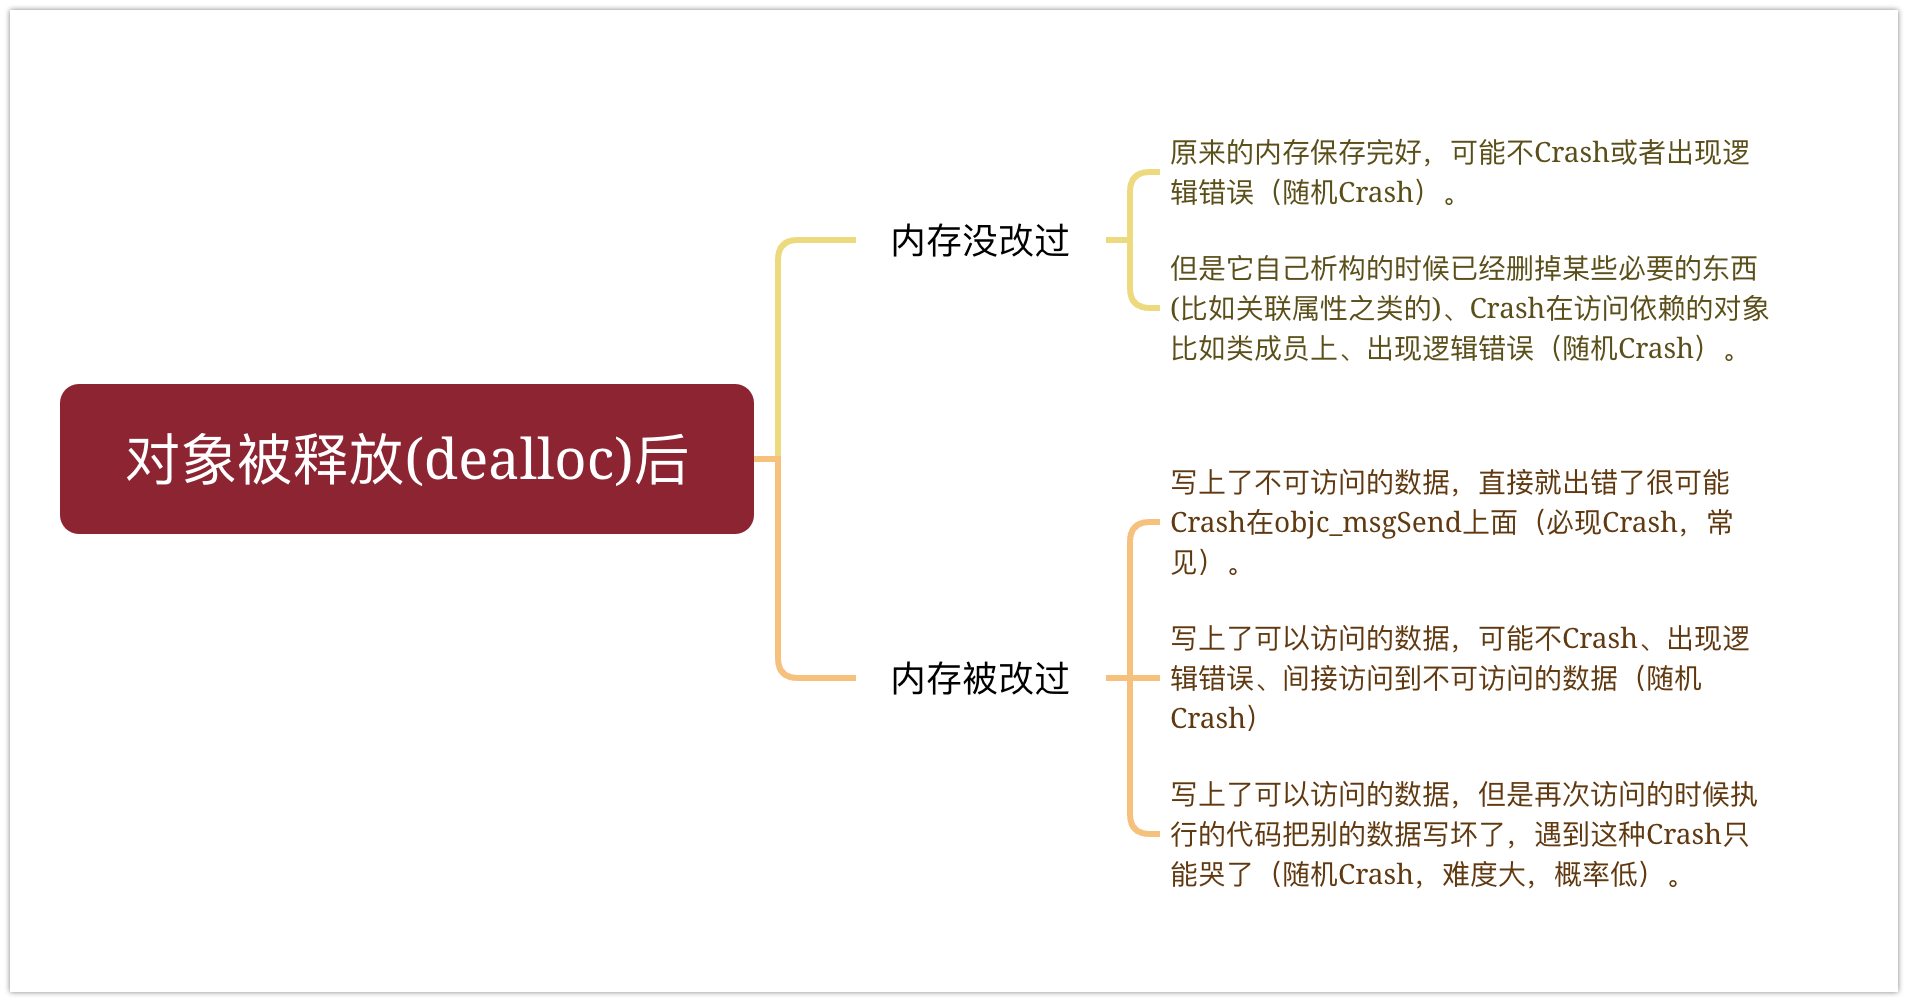 对象被释放(dealloc)后
内存没改过
原来的内存保存完好，可能不Crash或者出现逻
辑错误（随机Crash）。
但是它自己析构的时候已经删掉某些必要的东西
(比如关联属性之类的)、Crash在访问依赖的对象
比如类成员上、出现逻辑错误（随机Crash）。
内存被改过
写上了不可访问的数据，直接就出错了很可能
Crash在objc_msgSend上面（必现Crash，常
见）。
写上了可以访问的数据，可能不Crash、出现逻
辑错误、间接访问到不可访问的数据（随机
Crash）
写上了可以访问的数据，但是再次访问的时候执
行的代码把别的数据写坏了，遇到这种Crash只
能哭了（随机Crash，难度大，概率低）。